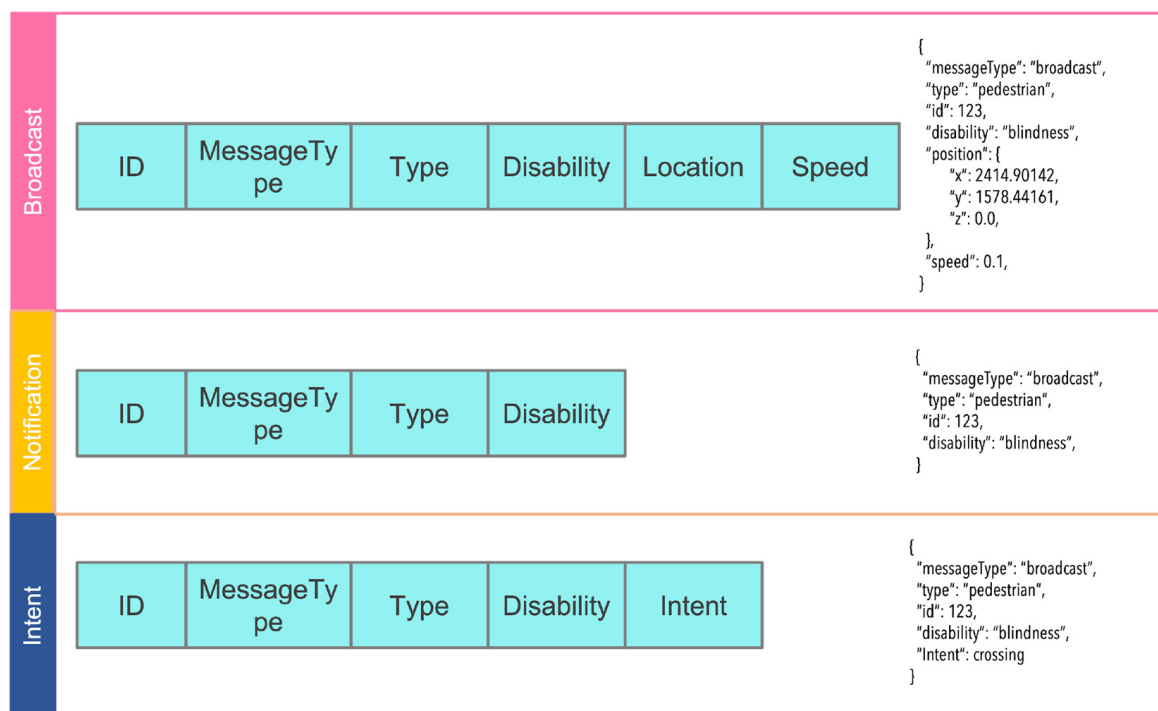 Broadcast
ID
MessageTy
pe
Type
Disability
Location
Speed
{
"messageType": "broadcast",
"type": "pedestrian",
"id": 123,
"disability": "blindness",
"position": {
"x": 2414.90142,
"y": 1578.44161,
"z": 0.0,
},
"speed": 0.1,
}
Notification
ID
MessageTy
pe
Type
Disability
{
"messageType": "broadcast",
"type": "pedestrian",
"id": 123,
"disability": "blindness",
}
Intent
ID
MessageTy
pe
Type
Disability
Intent
{
"messageType": "broadcast",
"type": "pedestrian",
"id": 123,
"disability": "blindness",
"Intent": crossing
}